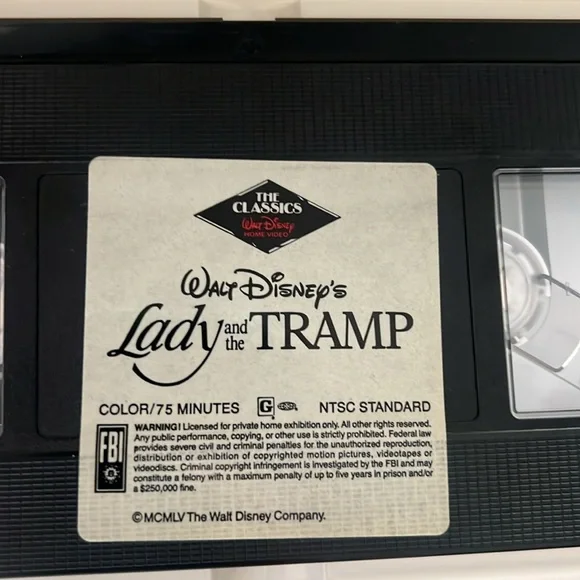 THE
CLASSICS
Walt Disney
HOME VIDEO
WALT DISNEY'S
Lady and the TRAMP
COLOR/75 MINUTES G NTSC STANDARD
FBI
WARNING! Licensed for private home exhibition only. All other rights reserved.
Any public performance, copying, or other use is strictly prohibited. Federal law
provides severe civil and criminal penalties for the unauthorized reproduction,
distribution or exhibition of copyrighted motion pictures, videotapes or
videodiscs. Criminal copyright infringement is investigated by the FBI and may
constitute a felony with a maximum penalty of up to five years in prison and/or
a $250,000 fine.
©MCMLV The Walt Disney Company.